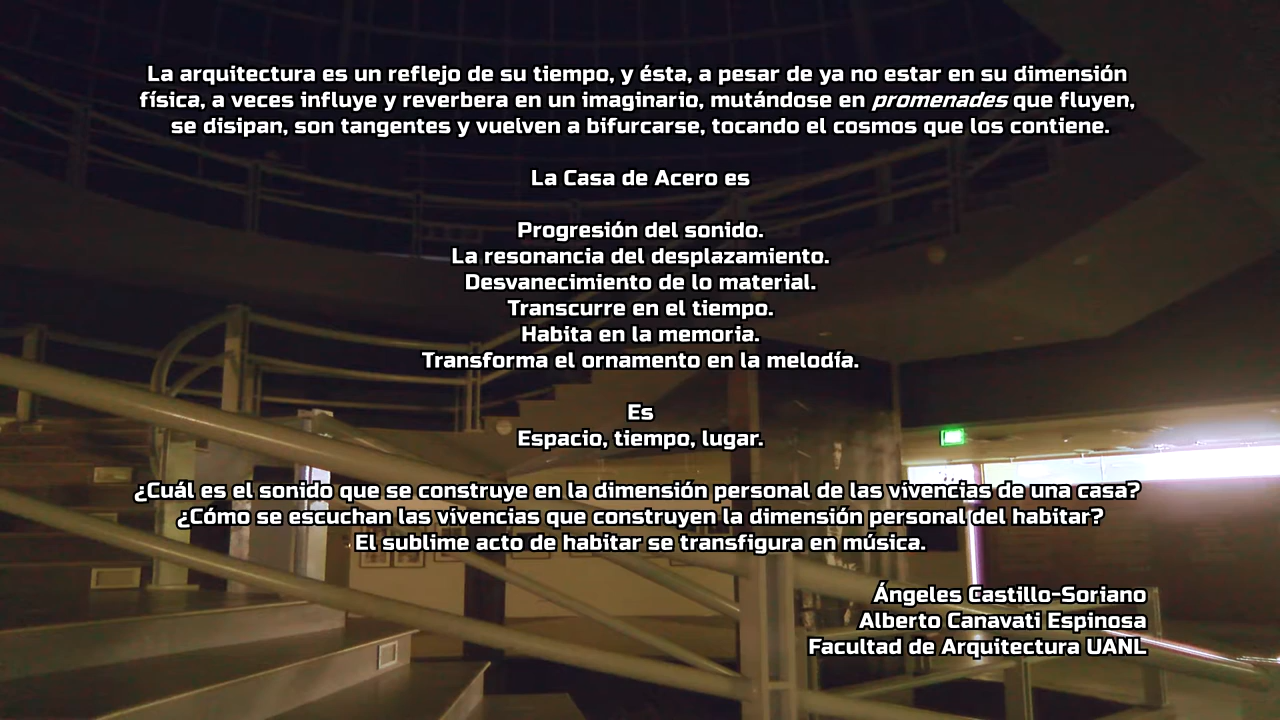 La arquitectura es un reflejo de su tiempo, y ésta, a pesar de ya no estar en su dimensión
física, a veces influye y reverbera en un imaginario, mutándose en promenades que fluyen,
se disipan, son tangentes y vuelven a bifurcarse, tocando el cosmos que los contiene.
La Casa de Acero es
Progresión del sonido.
La resonancia del desplazamiento.
Desvanecimiento de lo material.
Transcurre en el tiempo.
Habita en la memoria.
Transforma el ornamento en la melodía.
Es
Espacio, tiempo, lugar.
¿Cuál es el sonido que se construye en la dimensión personal de las vivencias de una casa?
¿Cómo se escuchan las vivencias que construyen la dimensión personal del habitar?
El sublime acto de habitar se transfigura en música.
Ángeles Castillo-Soriano
Alberto Canavati Espinosa
Facultad de Arquitectura UANL